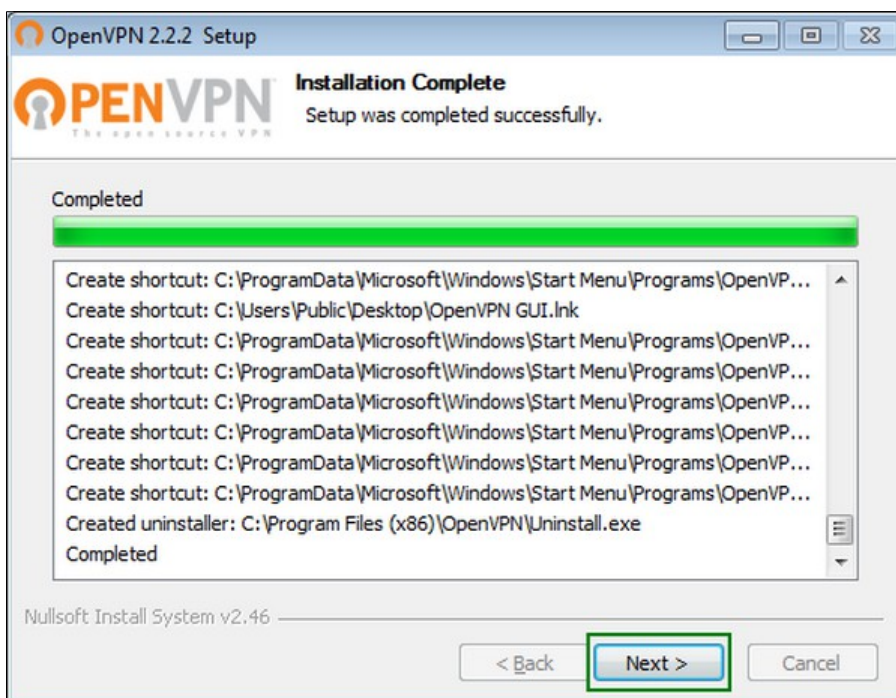 OpenVPN 2.2.2 Setup
OPENVPN
The open source VPN
Installation Complete
Setup was completed successfully.
Completed
Create shortcut: C:\ProgramData\Microsoft\Windows\Start Menu\Programs\OpenVP...
Create shortcut: C:\Users\Public\Desktop\OpenVPN GUI.lnk
Create shortcut: C:\ProgramData\Microsoft\Windows\Start Menu\Programs\OpenVP...
Create shortcut: C:\ProgramData\Microsoft\Windows\Start Menu\Programs\OpenVP...
Create shortcut: C:\ProgramData\Microsoft\Windows\Start Menu\Programs\OpenVP...
Create shortcut: C:\ProgramData\Microsoft\Windows\Start Menu\Programs\OpenVP...
Create shortcut: C:\ProgramData\Microsoft\Windows\Start Menu\Programs\OpenVP...
Create shortcut: C:\ProgramData\Microsoft\Windows\Start Menu\Programs\OpenVP...
Created uninstaller: C:\Program Files (x86)\OpenVPN\Uninstall.exe
Completed
Nullsoft Install System v2.46
< Back Next > Cancel